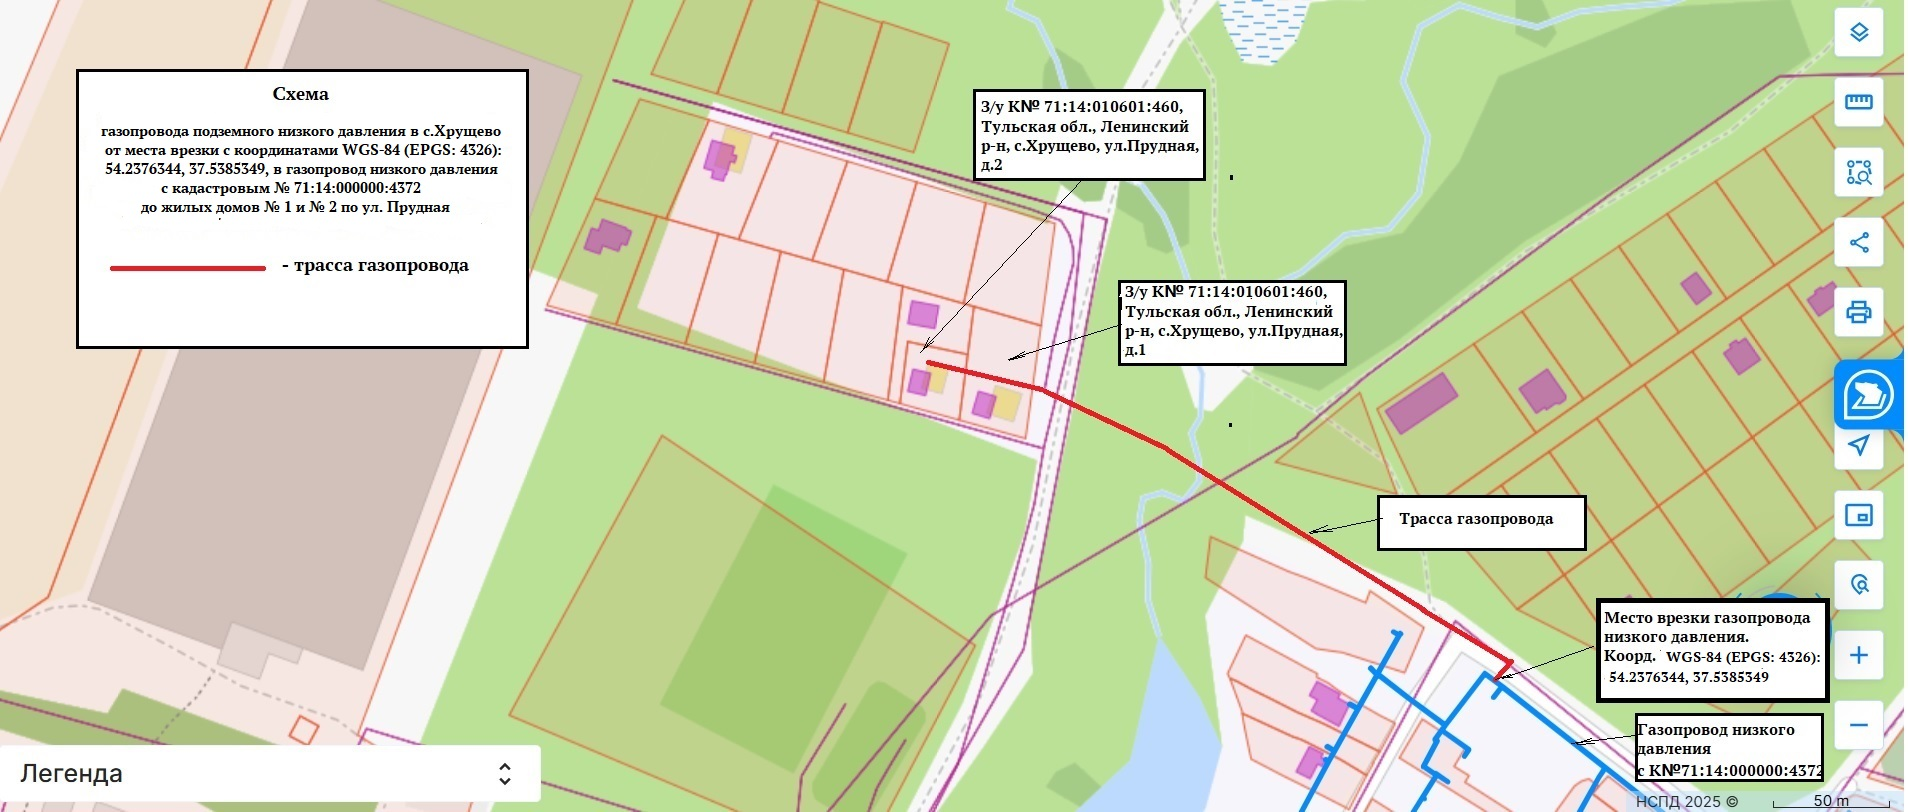 Схема
газопровода подземного низкого давления в с.Хрущево
от места врезки с координатами WGS-84 (EPGS: 4326):
54.2376344, 37.5385349, в газопровод низкого давления
с кадастровым № 71:14:000000:4372
до жилых домов № 1 и № 2 по ул. Прудная
- трасса газопровода
З/у К№ 71:14:010601:460,
Тульская обл., Ленинский
р-н, с.Хрущево, ул.Прудная,
д.2
З/у К№ 71:14:010601:460,
Тульская обл., Ленинский
р-н, с.Хрущево, ул.Прудная,
д.1
Трасса газопровода
Место врезки газопровода
низкого давления.
Коорд. WGS-84 (EPGS: 4326):
54.2376344, 37.5385349
Газопровод низкого
давления
с К№71:14:000000:4372
Легенда
НСПД 2025 ©
50 m